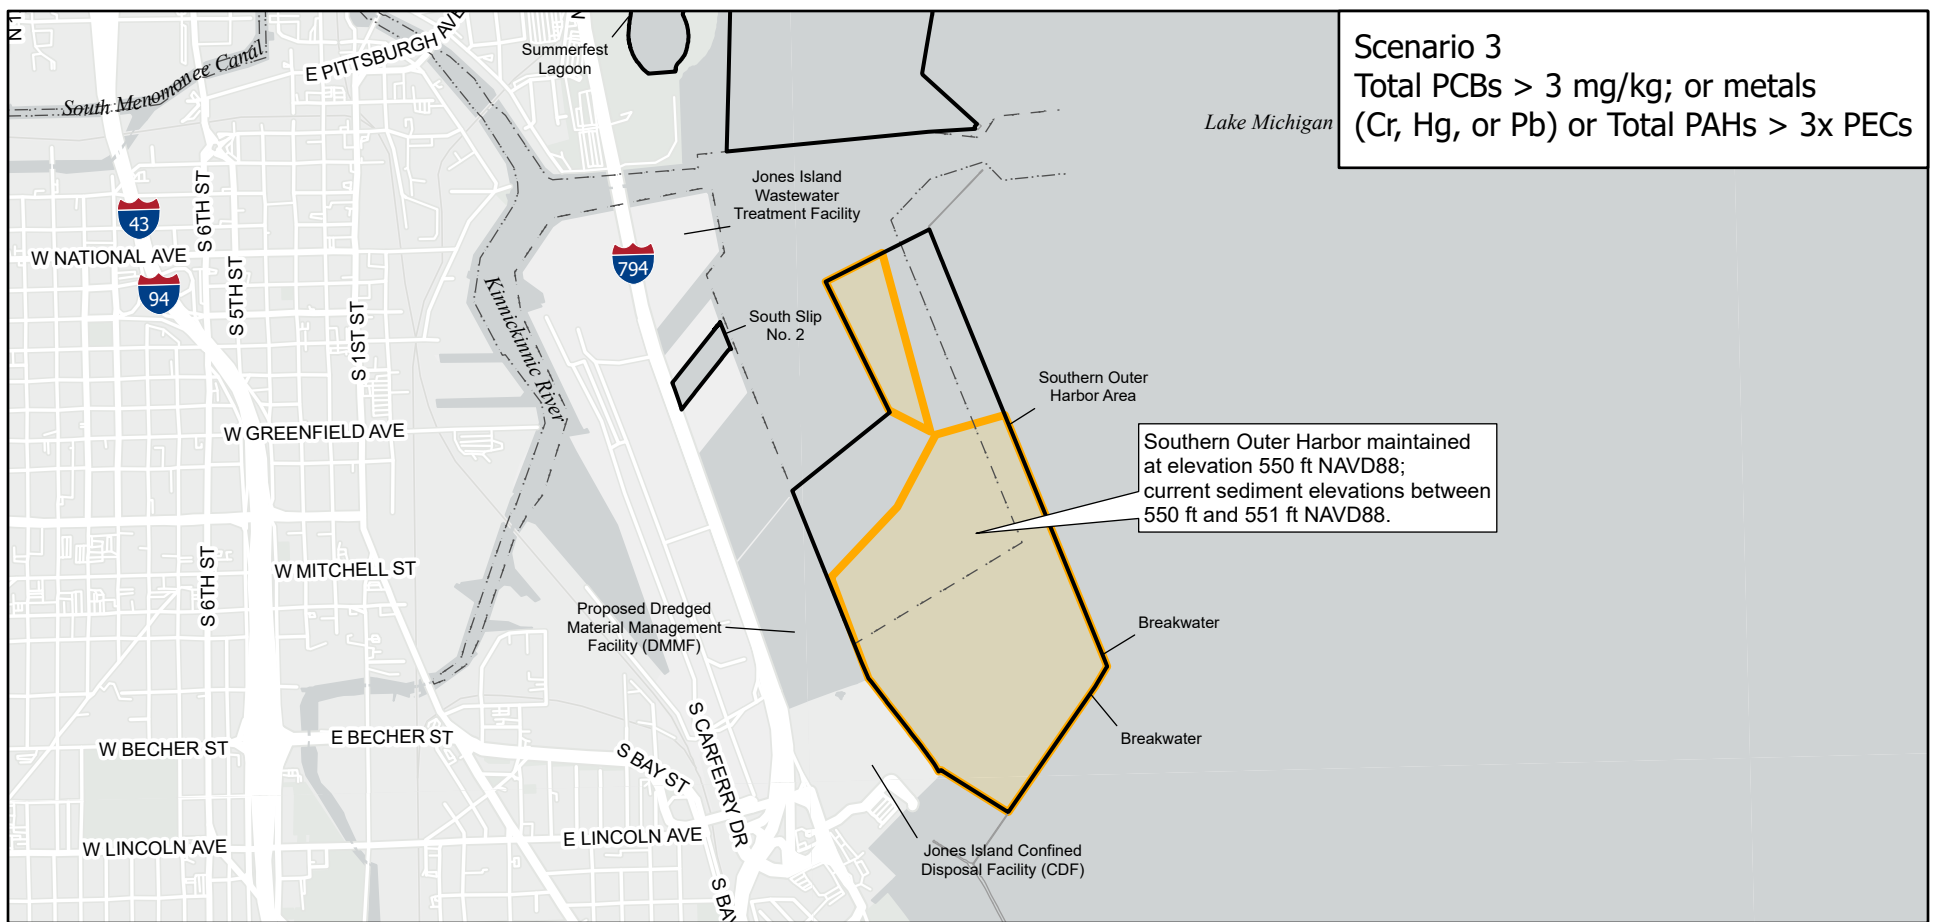 N 1
South Menomonee Canal
E PITTSBURGH AVE
Summerfest
Lagoon
Scenario 3
Total PCBs > 3 mg/kg; or metals
(Cr, Hg, or Pb) or Total PAHs > 3x PECs
Lake Michigan
Jones Island
Wastewater
Treatment Facility
43
S 6TH ST
W NATIONAL AVE
94
S 5TH ST
S 1ST ST
Kinnickinnic River
794
South Slip
No. 2
Southern Outer
Harbor Area
W GREENFIELD AVE
Southern Outer Harbor maintained
at elevation 550 ft NAVD88;
current sediment elevations between
550 ft and 551 ft NAVD88.
S 6TH ST
W MITCHELL ST
Proposed Dredged
Material Management
Facility (DMMF)
Breakwater
Breakwater
W BECHER ST
E BECHER ST
S BAY ST
S CARFERRY DR
W LINCOLN AVE
E LINCOLN AVE
Jones Island Confined
Disposal Facility (CDF)
S BAY